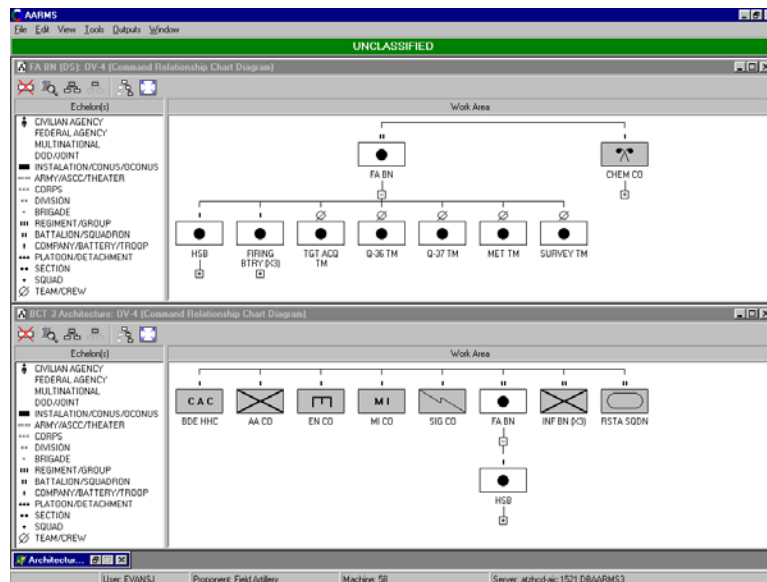 AARMS
File Edit View Tools Outputs Window
UNCLASSIFIED
FA BN (DS): OV-4 (Command Relationship Chart Diagram)
Echelon(s)
Work Area
CIVILIAN AGENCY
FEDERAL AGENCY
MULTINATIONAL
DOD/JOINT
INSTALATION/CONUS/OCONUS
ARMY/ASCC/THEATER
CORPS
DIVISION
BRIGADE
REGIMENT/GROUP
BATTALION/SQUADRON
COMPANY/BATTERY/TROOP
PLATOON/DETACHMENT
SECTION
SQUAD
TEAM/CREW
FA BN
CHEM CO
HSB
FIRING BTRY (X3)
TGT ACQ TM
Q-36 TM
Q-37 TM
MET TM
SURVEY TM
BCT 3 Architecture: OV-4 (Command Relationship Chart Diagram)
Echelon(s)
Work Area
CIVILIAN AGENCY
FEDERAL AGENCY
MULTINATIONAL
DOD/JOINT
INSTALATION/CONUS/OCONUS
ARMY/ASCC/THEATER
CORPS
DIVISION
BRIGADE
REGIMENT/GROUP
BATTALION/SQUADRON
COMPANY/BATTERY/TROOP
PLATOON/DETACHMENT
SECTION
SQUAD
TEAM/CREW
CAC
MI
BDE HHC
AA CO
EN CO
MI CO
SIG CO
FA BN
INF BN (X3)
RSTA SQDN
HSB
Architectur...
User: EVANSJ
Proponent: Field Artillery
Machine: 58
Server: